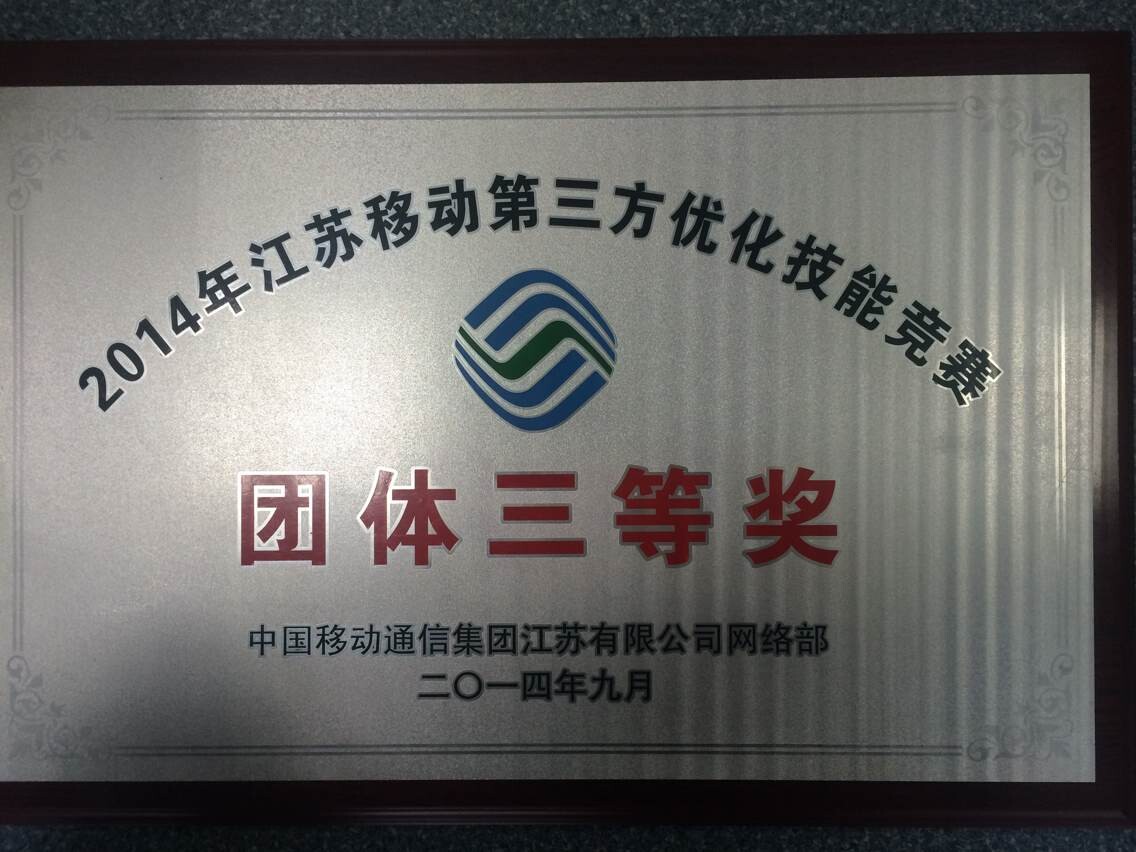 2014年江苏移动第三方优化技能竞赛
团体三等奖
中国移动通信集团江苏有限公司网络部
二〇一四年九月